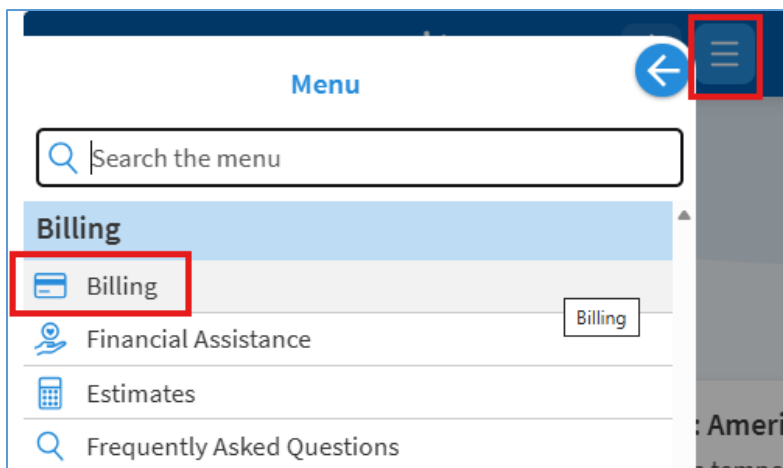 Menu
Search the menu
Billing
Billing
Billing
Financial Assistance
Estimates
Frequently Asked Questions
: Ameri